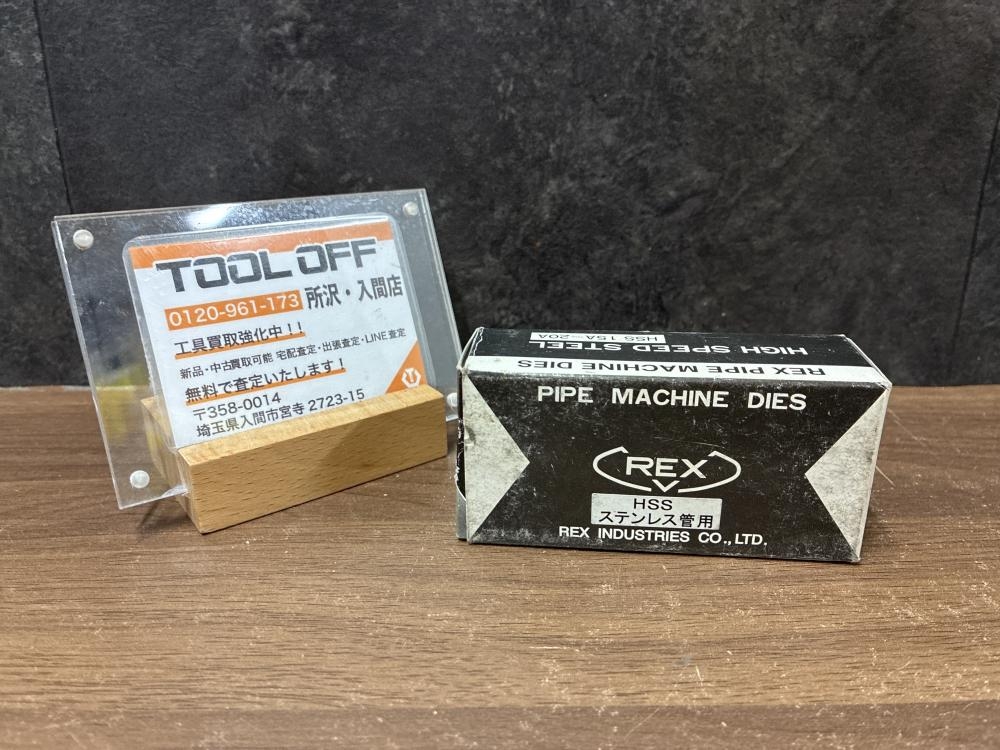 TOOL OFF
0120-961-173 所沢・入間店
工具買取強化中！！
新品・中古買取可能 宅配査定・出張査定・LINE査定
無料で査定いたします！
〒358-0014
埼玉県入間市宮寺 2723-15
HSS 15A~20A
HIGH SPEED STEEL
REX PIPE MACHINE DIES
PIPE MACHINE DIES
REX
HSS
ステンレス管用
REX INDUSTRIES CO.,LTD.